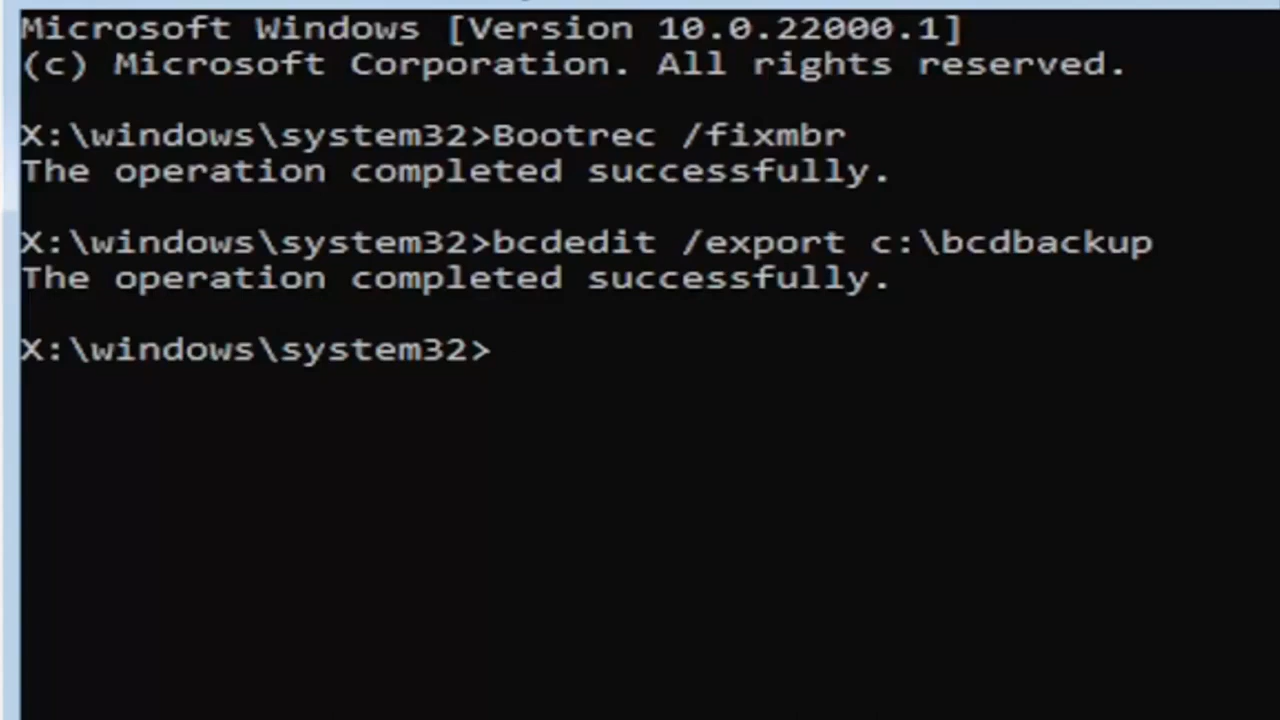 Microsoft Windows [Version 10.0.22000.1]
(c) Microsoft Corporation. All rights reserved.
X:\windows\system32>Bootrec /fixmbr
The operation completed successfully.
X:\windows\system32>bcdedit /export c:\bcdbackup
The operation completed successfully.
X:\windows\system32>